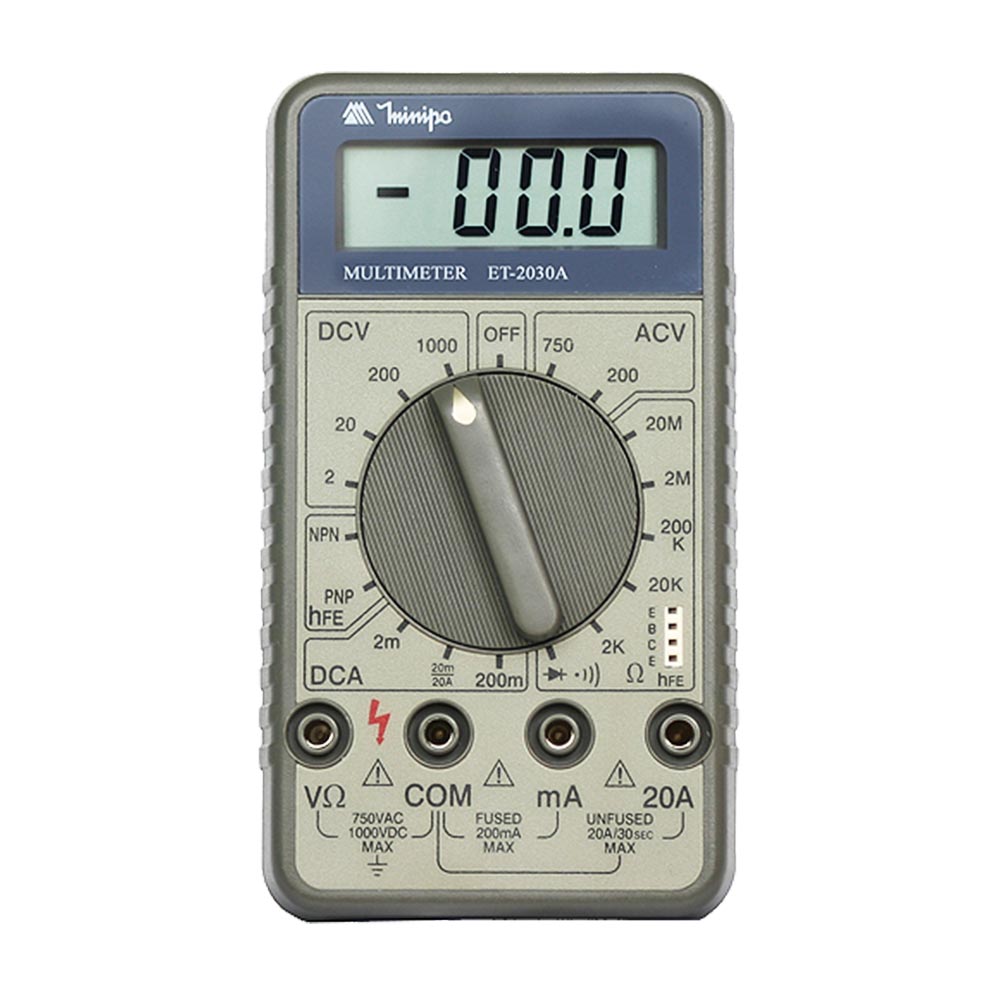 Minipa
- 00.0
MULTIMETER ET-2030A
DCV
1000
OFF
750
ACV
200
200
20
20M
2
2M
NPN
200
K
PNP
20K
hFE
2m
2K
E
B
C
E
DCA
20m
20A
200m
Ω
hFE
VΩ
COM
mA
20A
750VAC
1000VDC
MAX
FUSED
200mA
MAX
UNFUSED
20A/30SEC
MAX